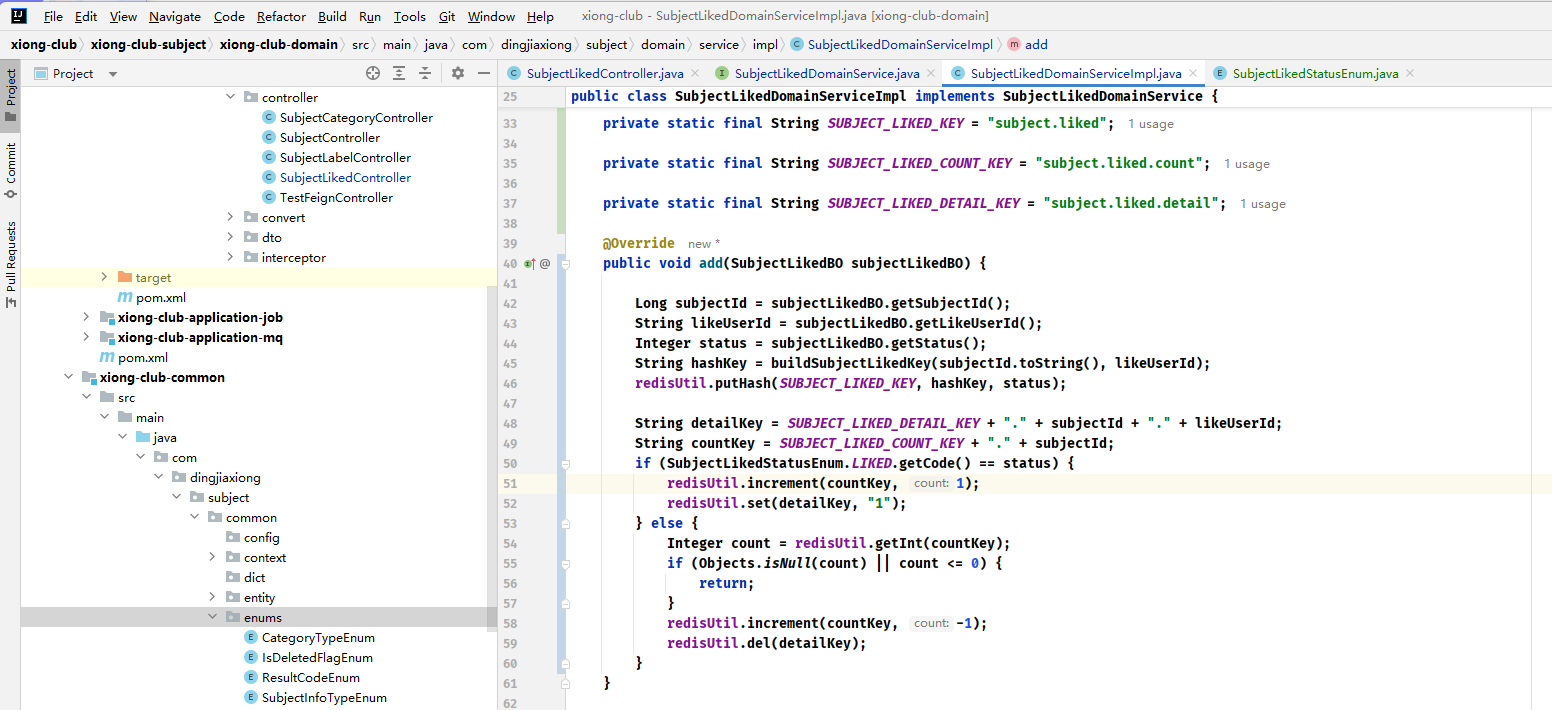 File Edit View Navigate Code Refactor Build Run Tools Git Window Help xiong-club - SubjectLikedDomainServiceImpl.java [xiong-club-domain]
xiong-club xiong-club-subject xiong-club-domain src main java com dingjiaxiong subject domain service impl SubjectLikedDomainServiceImpl add
Project
Commit
Pull Requests
Project
controller
SubjectCategoryController
SubjectController
SubjectLabelController
SubjectLikedController
TestFeignController
convert
dto
interceptor
target
pom.xml
xiong-club-application-job
xiong-club-application-mq
pom.xml
xiong-club-common
src
main
java
com
dingjiaxiong
subject
common
config
context
dict
entity
enums
CategoryTypeEnum
IsDeletedFlagEnum
ResultCodeEnum
SubjectInfoTypeEnum
SubjectLikedController.java SubjectLikedDomainService.java SubjectLikedDomainServiceImpl.java SubjectLikedStatusEnum.java
25 public class SubjectLikedDomainServiceImpl implements SubjectLikedDomainService {
33 private static final String SUBJECT_LIKED_KEY = "subject.liked"; 1 usage
34
35 private static final String SUBJECT_LIKED_COUNT_KEY = "subject.liked.count"; 1 usage
36
37 private static final String SUBJECT_LIKED_DETAIL_KEY = "subject.liked.detail"; 1 usage
38
39 @Override new *
40 @ public void add(SubjectLikedBO subjectLikedBO) {
41
42 Long subjectId = subjectLikedBO.getSubjectId();
43 String likeUserId = subjectLikedBO.getLikeUserId();
44 Integer status = subjectLikedBO.getStatus();
45 String hashKey = buildSubjectLikedKey(subjectId.toString(), likeUserId);
46 redisUtil.putHash(SUBJECT_LIKED_KEY, hashKey, status);
47
48 String detailKey = SUBJECT_LIKED_DETAIL_KEY + "." + subjectId + "." + likeUserId;
49 String countKey = SUBJECT_LIKED_COUNT_KEY + "." + subjectId;
50 if (SubjectLikedStatusEnum.LIKED.getCode() == status) {
51 redisUtil.increment(countKey, count: 1);
52 redisUtil.set(detailKey, "1");
53 } else {
54 Integer count = redisUtil.getInt(countKey);
55 if (Objects.isNull(count) || count <= 0) {
56 return;
57 }
58 redisUtil.increment(countKey, count: -1);
59 redisUtil.del(detailKey);
60 }
61 }
62